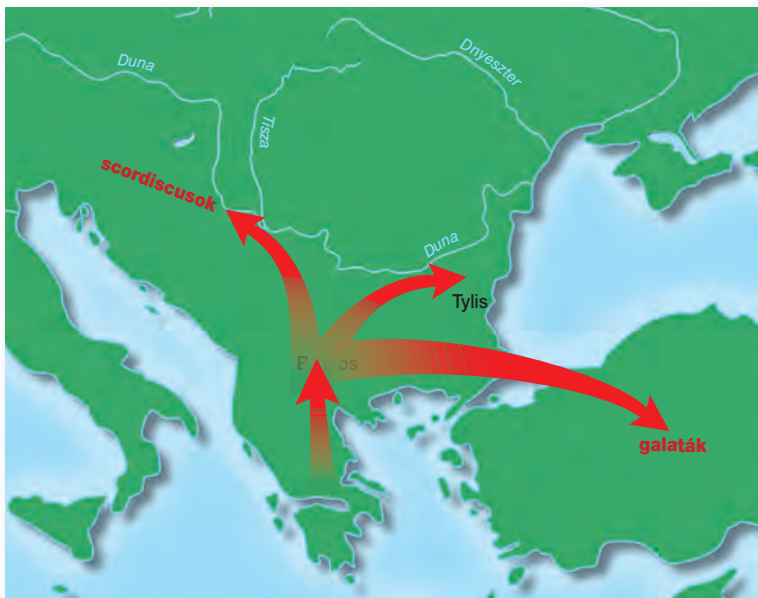 Duna
Dnyeszter
Tisza
scordiscusok
Duna
Tylis
galaták